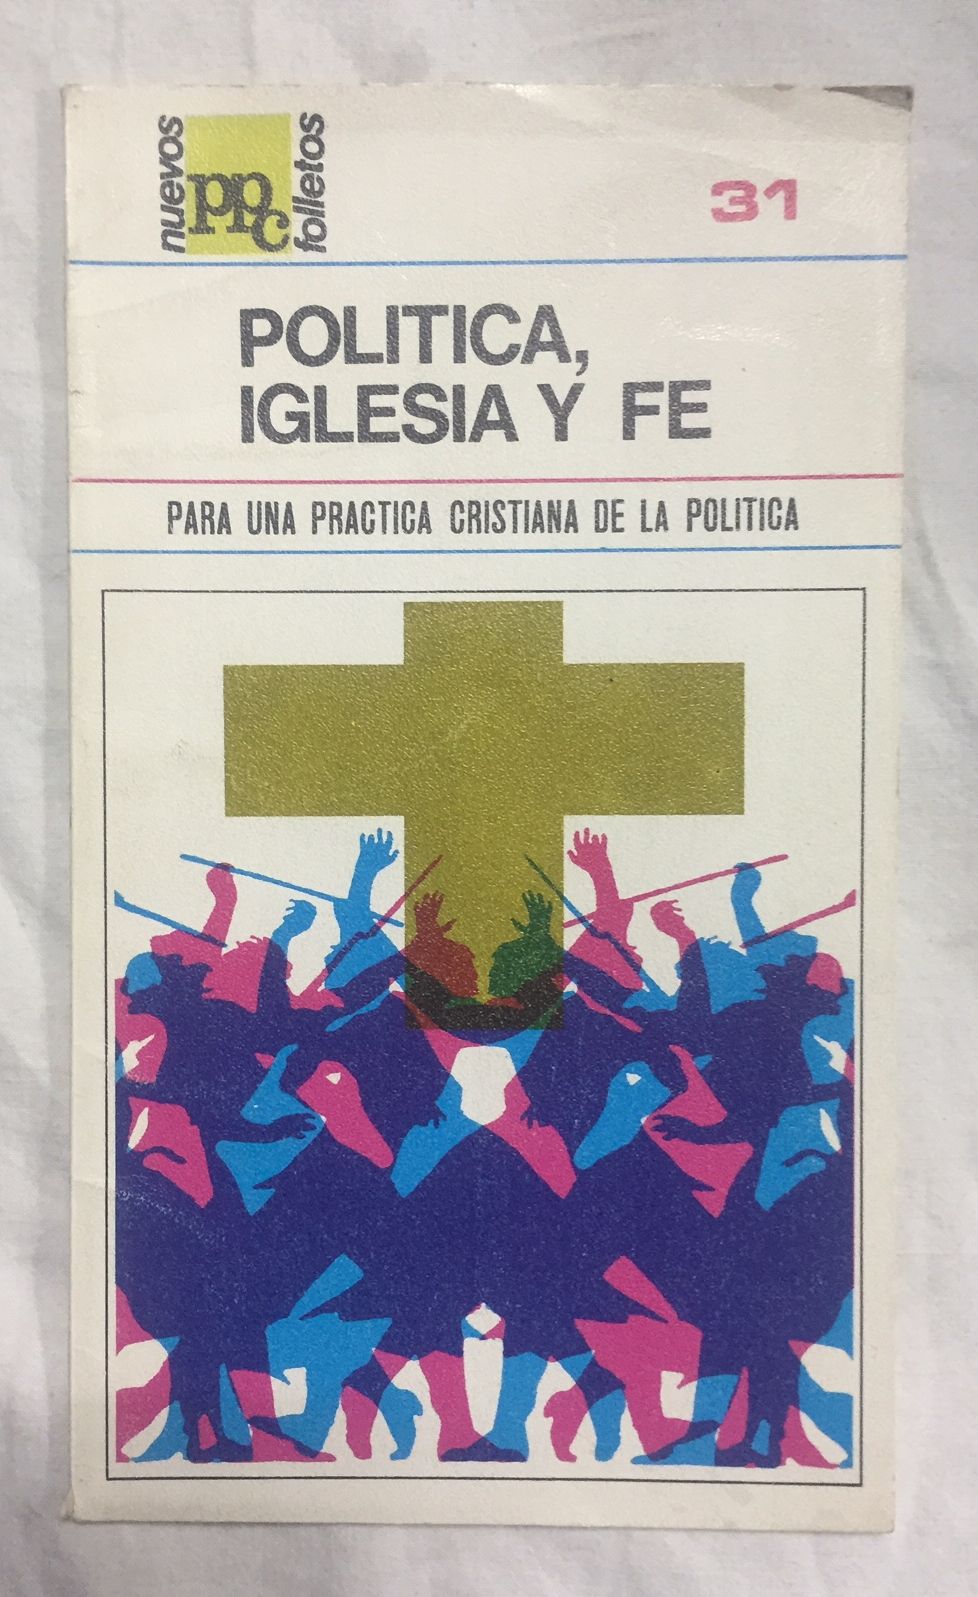 nuevos
ppc
folletos
31
POLITICA,
IGLESIA Y FE
PARA UNA PRACTICA CRISTIANA DE LA POLITICA